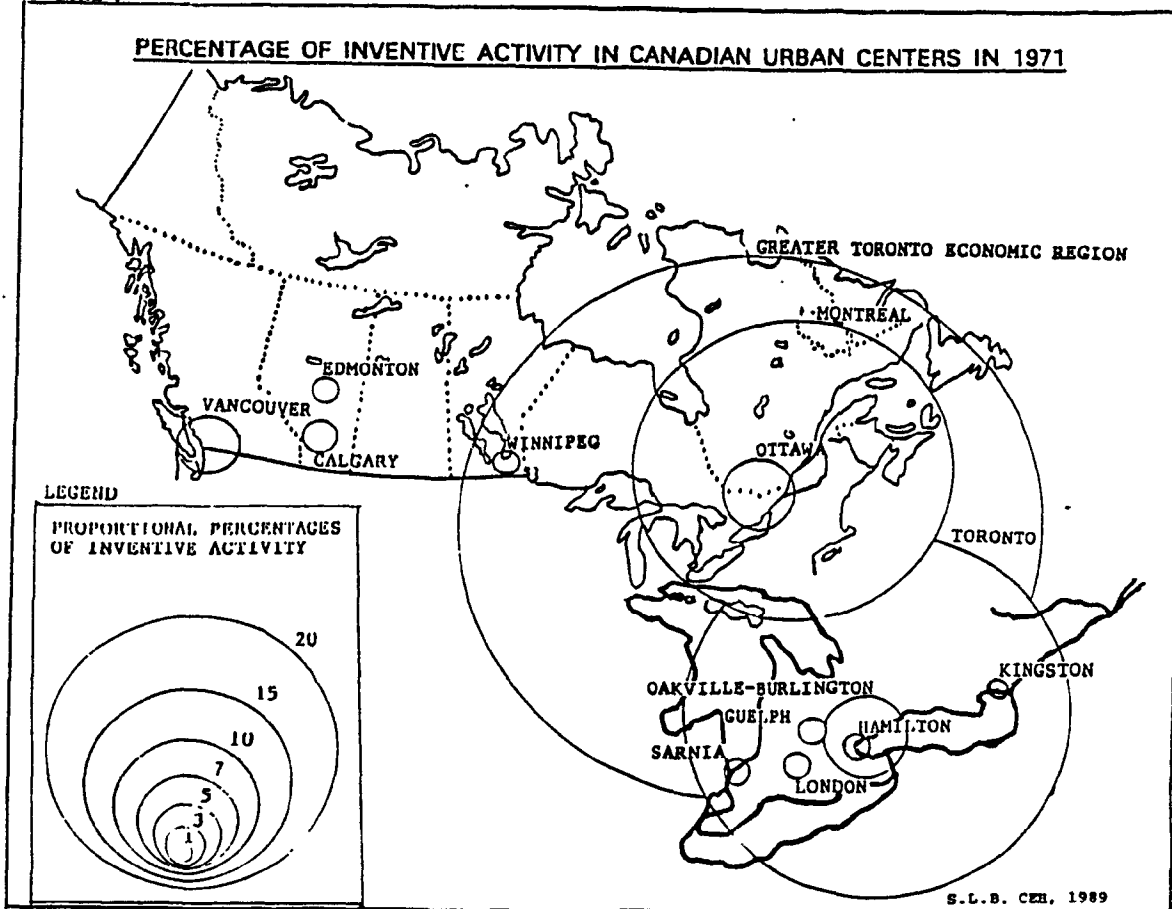 PERCENTAGE OF INVENTIVE ACTIVITY IN CANADIAN URBAN CENTERS IN 1971
GREATER TORONTO ECONOMIC REGION
MONTREAL
EDMONTON
VANCOUVER
CALGARY
WINNIPEG
OTTAWA
TORONTO
KINGSTON
OAKVILLE-BURLINGTON
GUELPH
HAMILTON
SARNIA
LONDON
LEGEND
PROPORTIONAL PERCENTAGES
OF INVENTIVE ACTIVITY
20
15
10
7
5
3
1
S.L.B. CEH, 1989